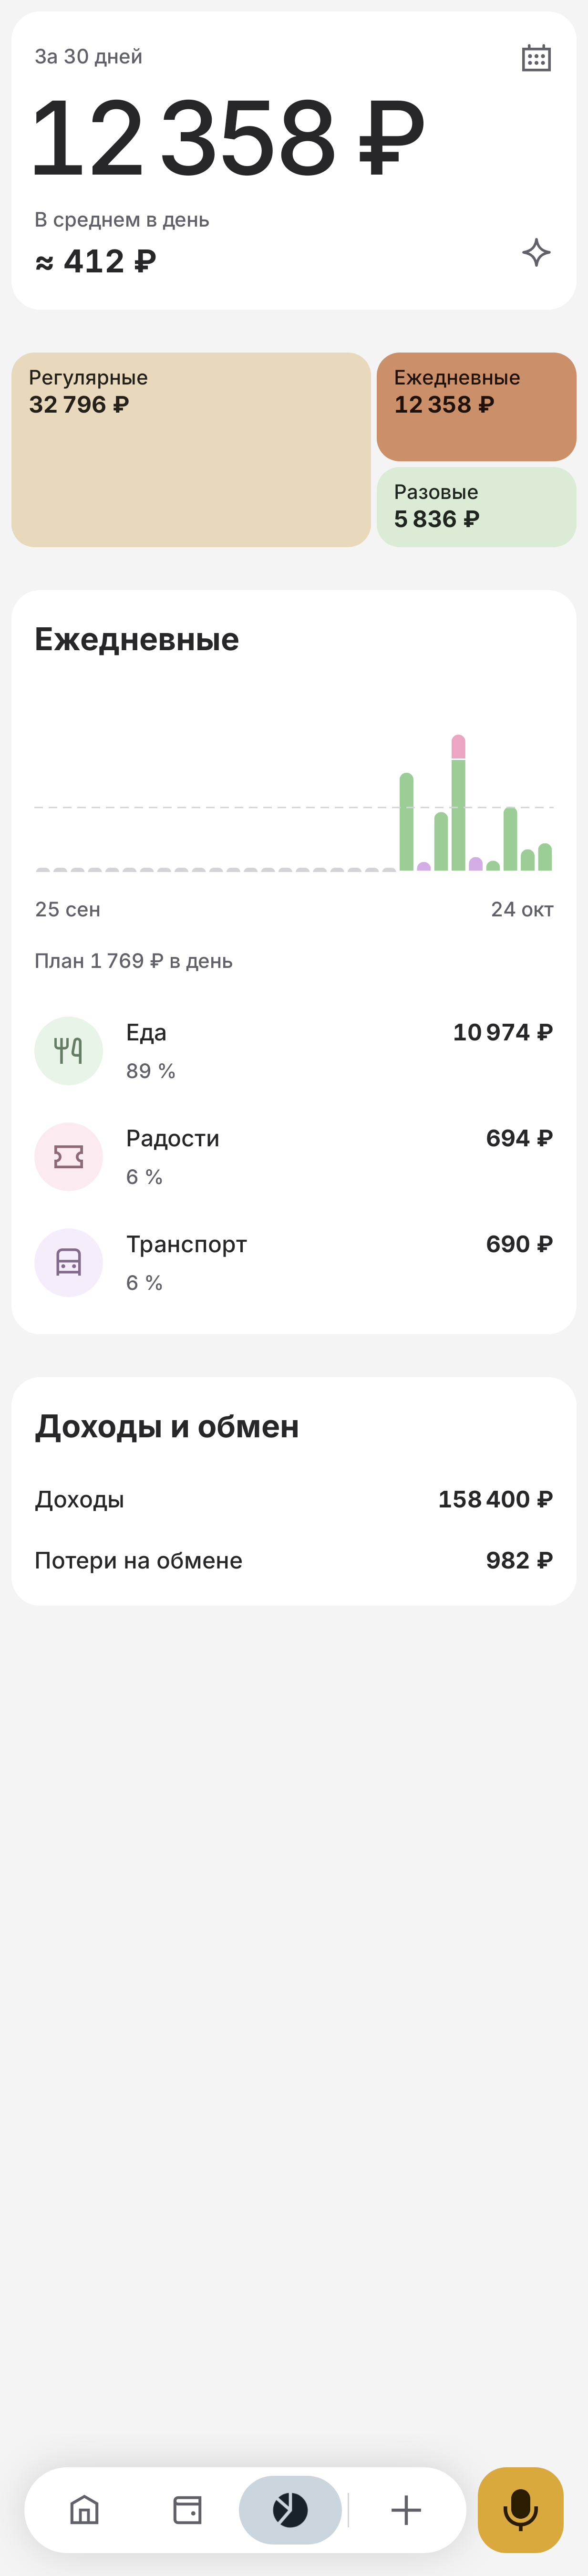 За 30 дней
12 358 ₽
В среднем в день
≈ 412 ₽
Регулярные
32 796 ₽
Ежедневные
12 358 ₽
Разовые
5 836 ₽
Ежедневные
25 сен
24 окт
План 1 769 ₽ в день
Еда
10 974 ₽
89 %
Радости
694 ₽
6 %
Транспорт
690 ₽
6 %
Доходы и обмен
Доходы
158 400 ₽
Потери на обмене
982 ₽